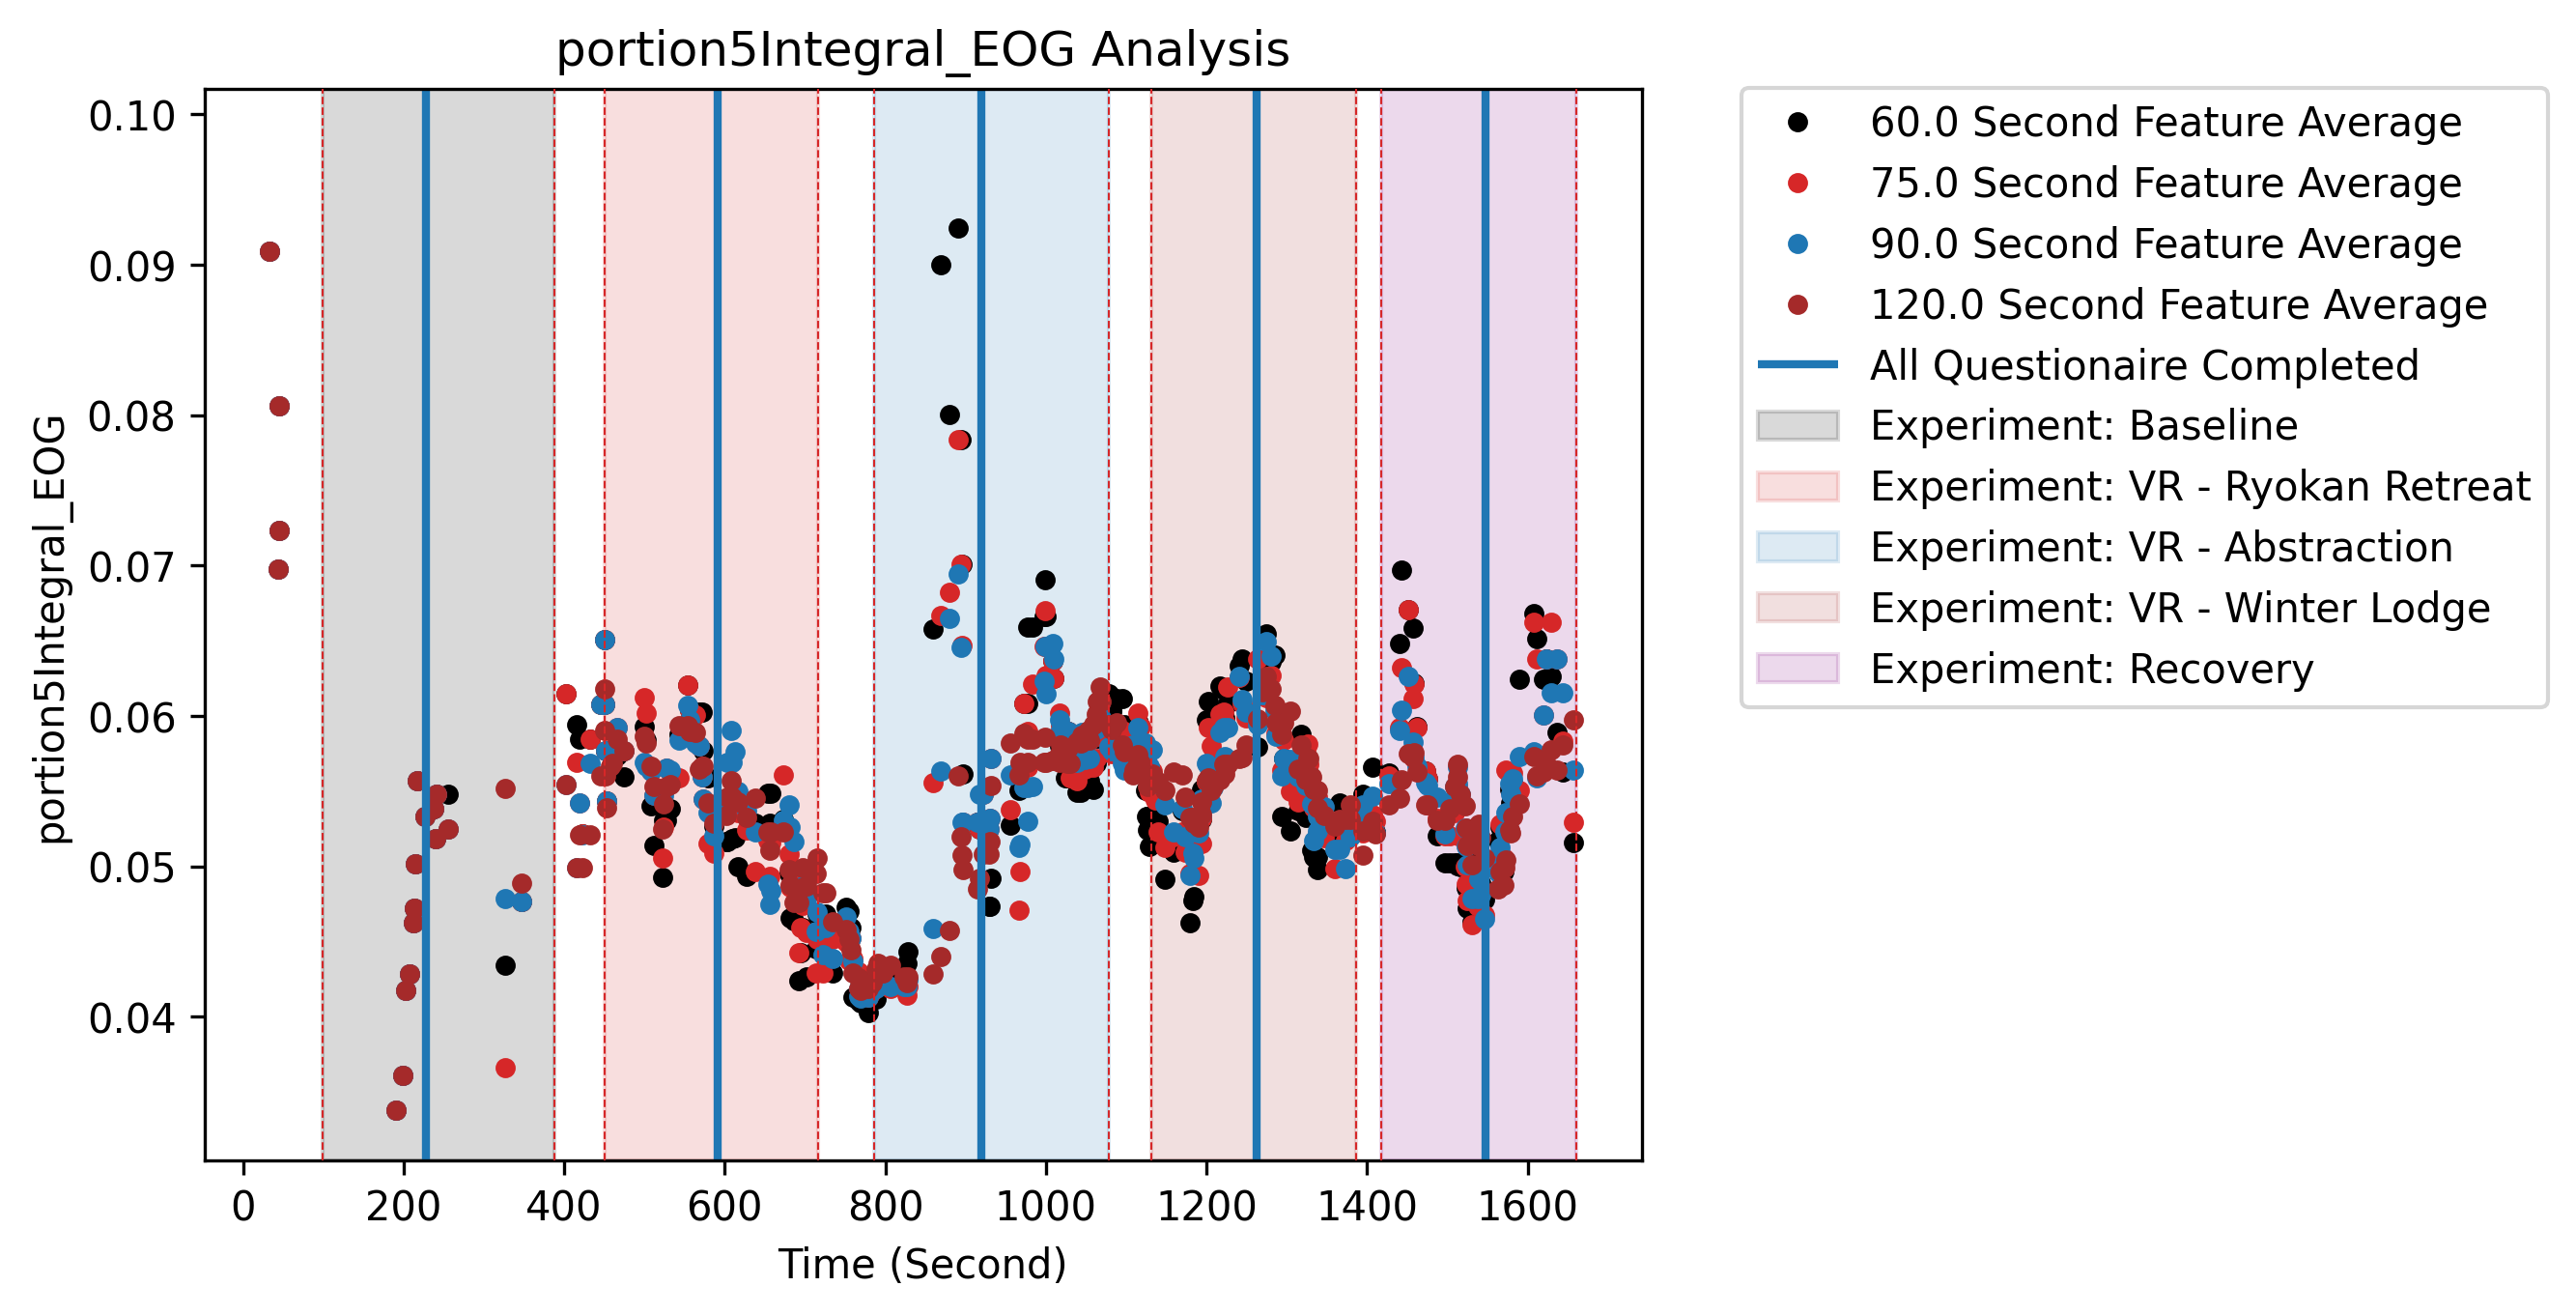 portion5Integral_EOG Analysis
portion5Integral_EOG
0.10
0.09
0.08
0.07
0.06
0.05
0.04
0 200 400 600 800 1000 1200 1400 1600
Time (Second)
60.0 Second Feature Average
75.0 Second Feature Average
90.0 Second Feature Average
120.0 Second Feature Average
All Questionaire Completed
Experiment: Baseline
Experiment: VR - Ryokan Retreat
Experiment: VR - Abstraction
Experiment: VR - Winter Lodge
Experiment: Recovery